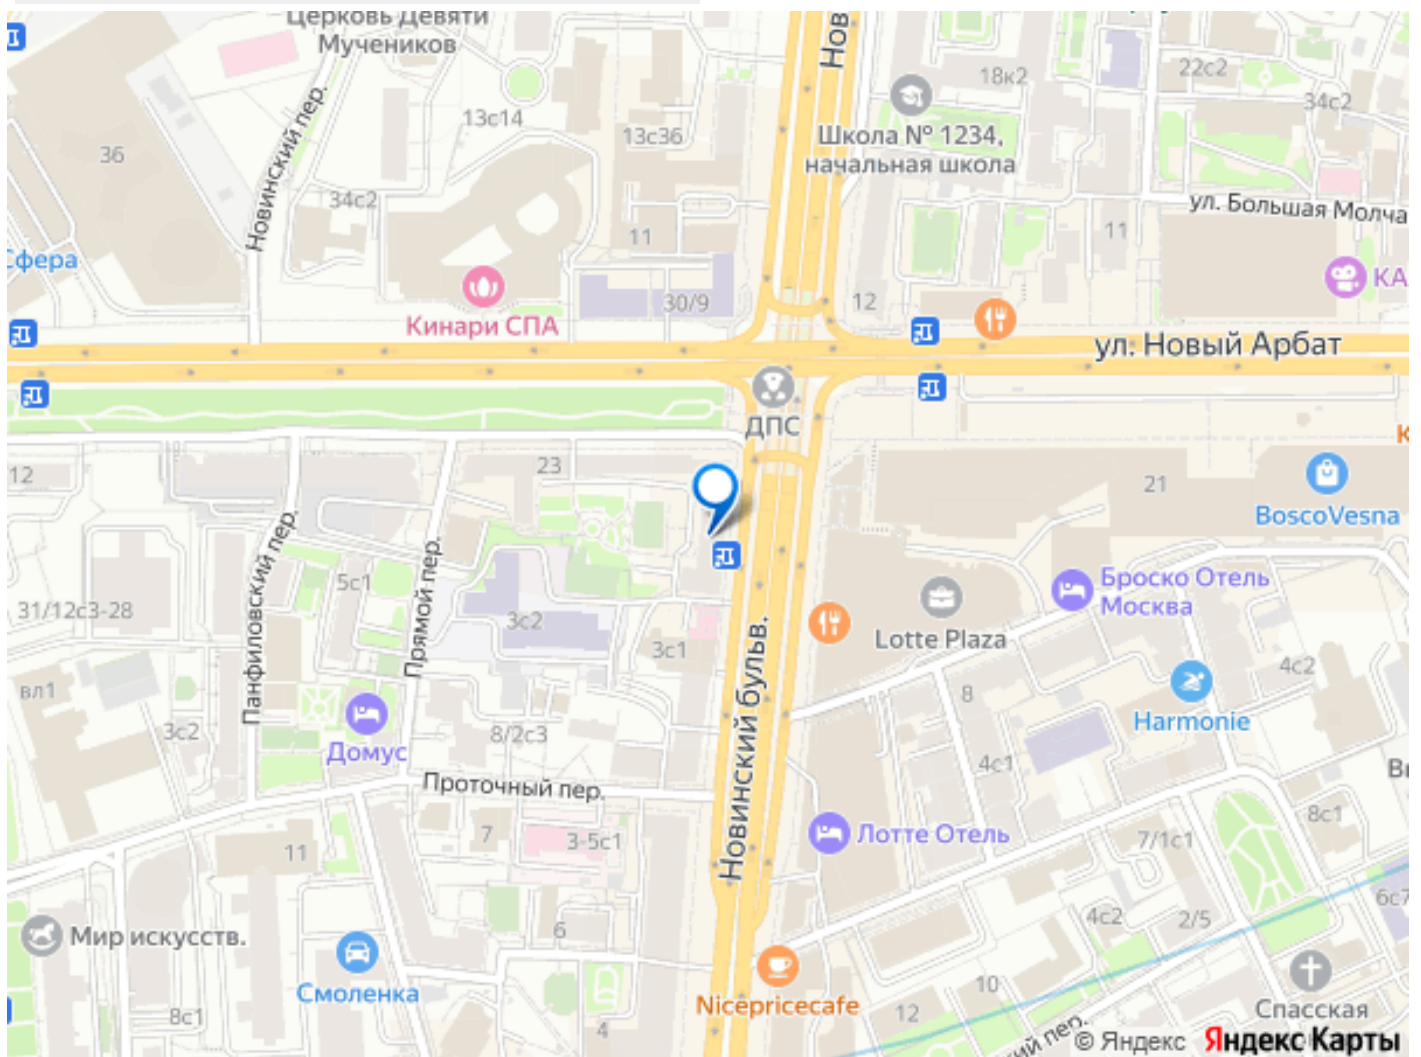 Церковь Девяти
Мучеников
Нов
18к2
22с2
34с2
13с14
13с36
Школа № 1234,
начальная школа
36
Новинский пер.
34с2
ул. Большая Молча
11
11
Сфера
КА
30/9
12
Кинари СПА
ул. Новый Арбат
ДПС
К
12
23
21
BoscoVesna
Панфиловский пер.
Прямой пер.
5с1
Броско Отель
Москва
31/12с3-28
3с2
Lotte Plaza
3с1
Новинский бульв.
4с2
вл1
8
3с2
8/2с3
Harmonie
Домус
4с1
Проточный пер.
8с1
7
3-5с1
Лотте Отель
7/1с1
11
6с7
4с2
2/5
6
Мир искусств.
Смоленка
10
Nicepricecafe
12
Спасская
8с1
4
ий пер.
© Яндекс Яндекс Карты